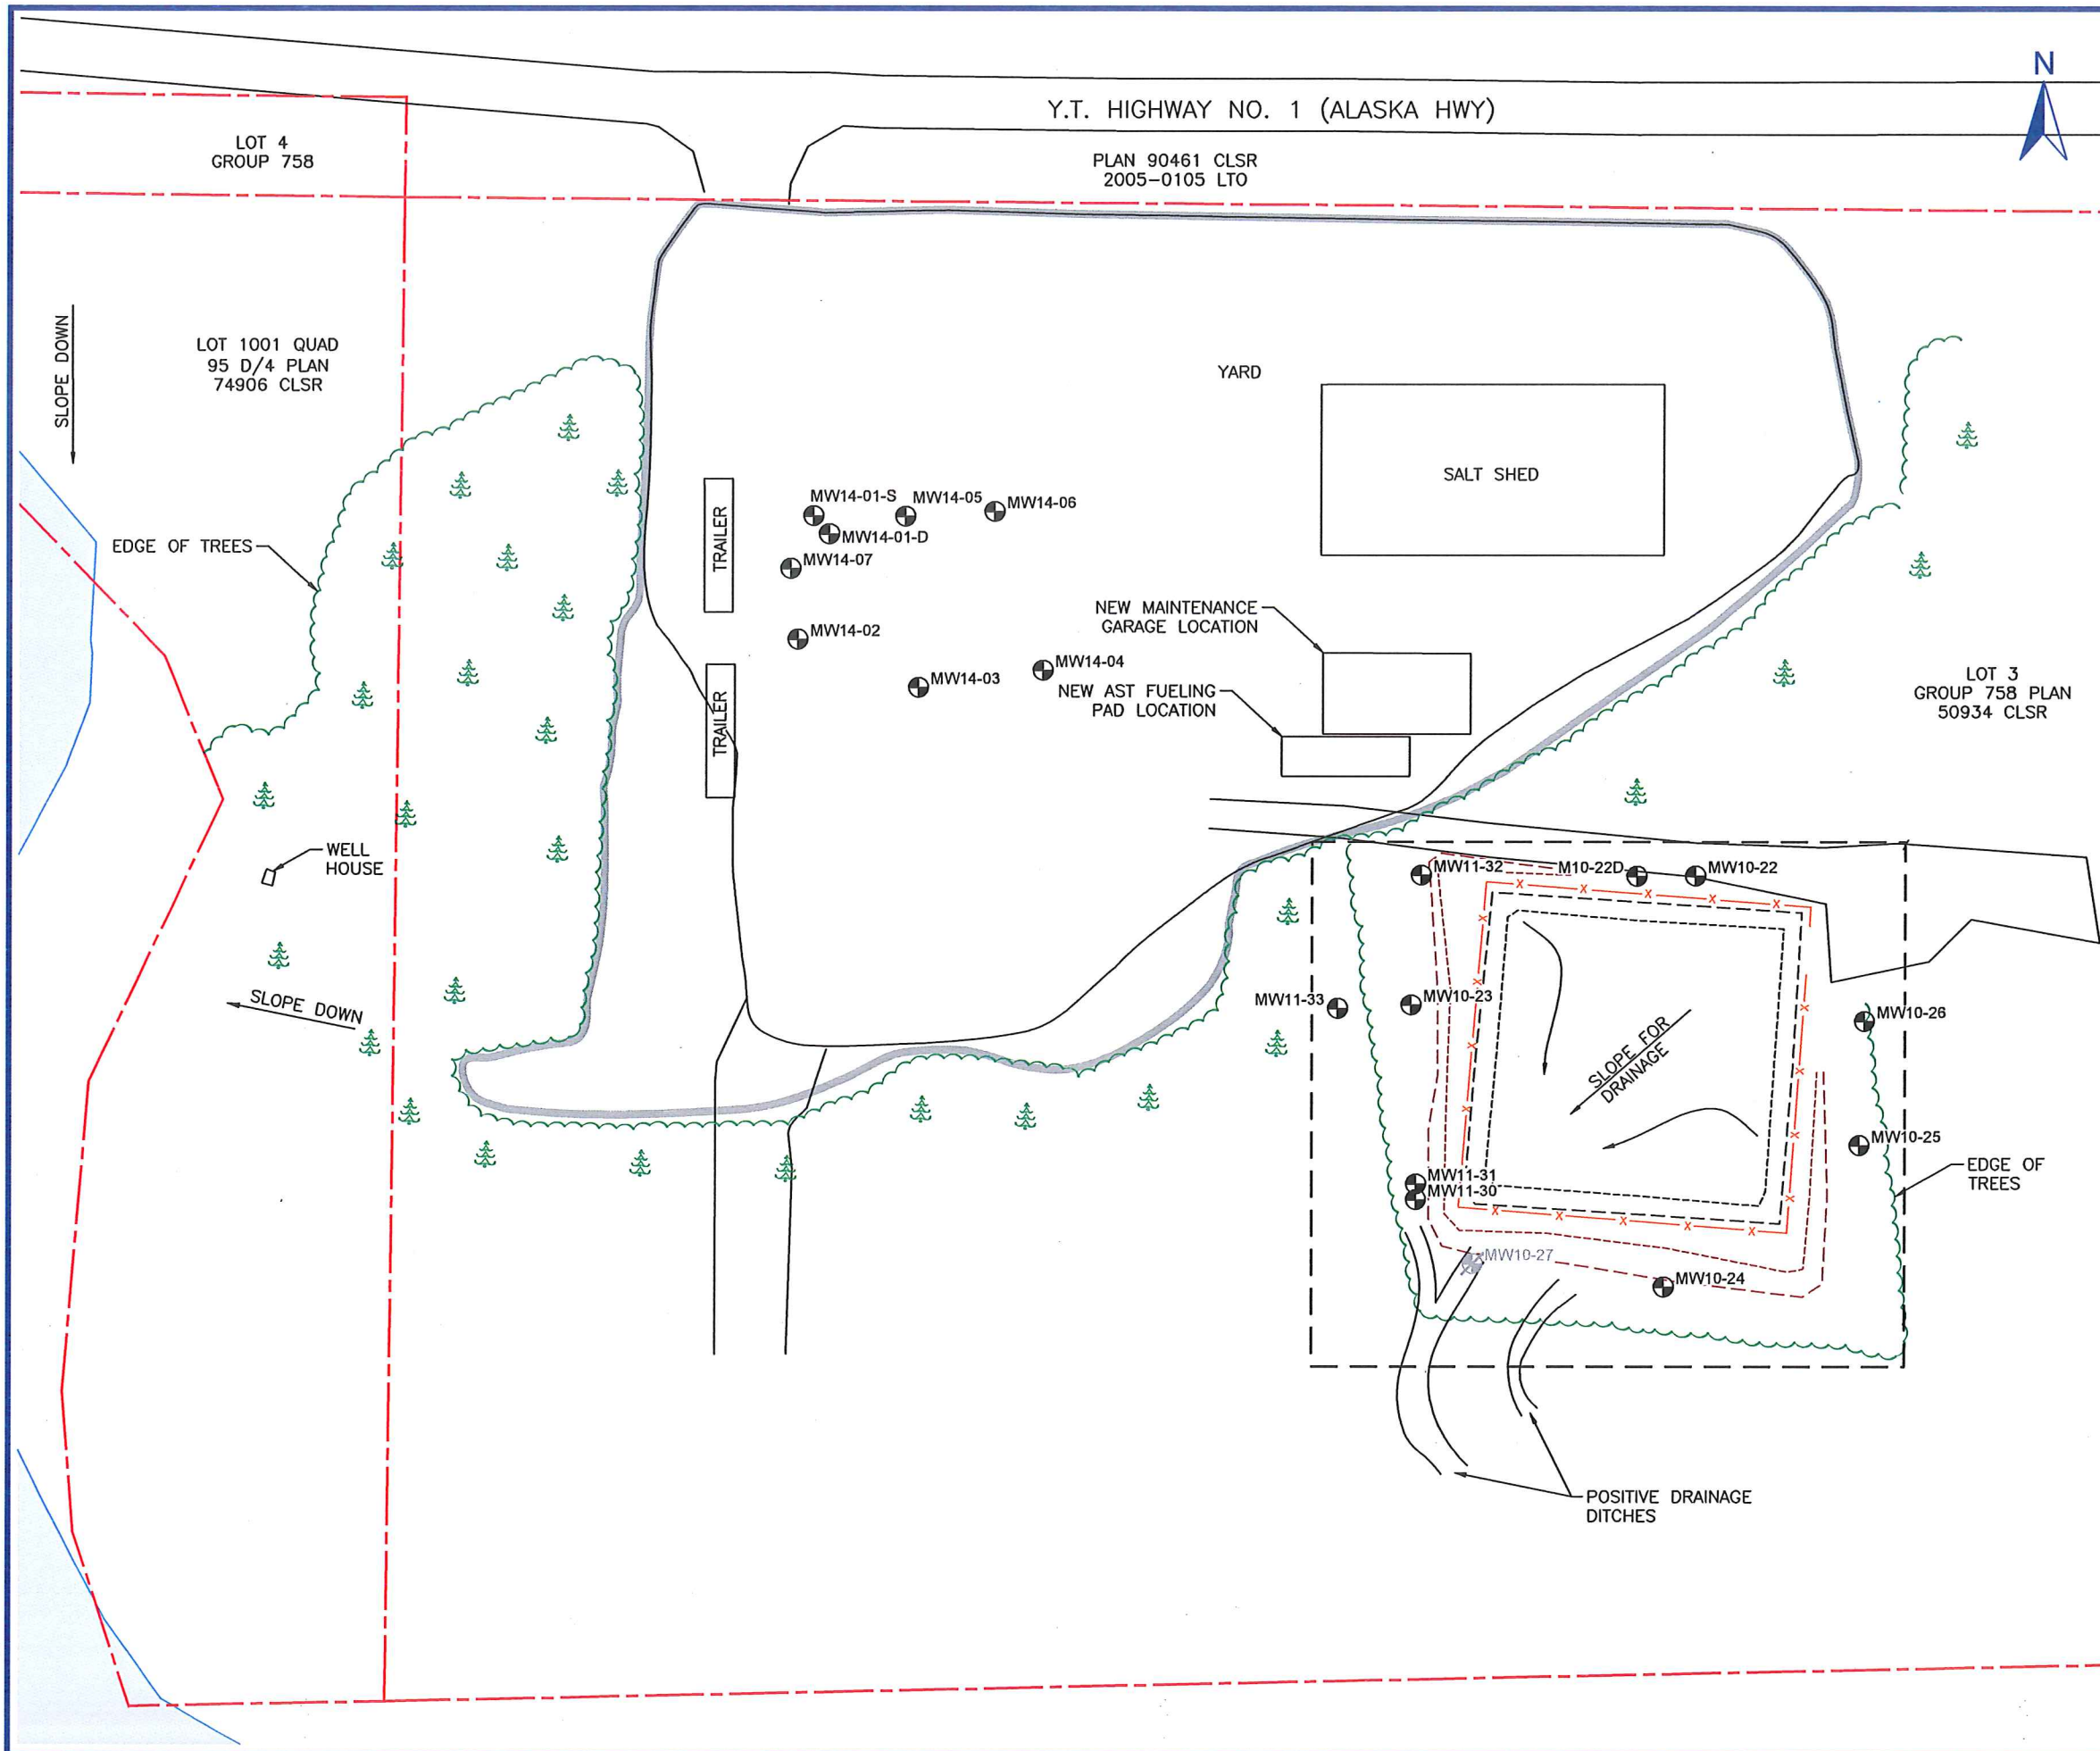 N
Y.T. HIGHWAY NO. 1 (ALASKA HWY)
LOT 4
GROUP 758
PLAN 90461 CLSR
2005-0105 LTO
SLOPE DOWN
LOT 1001 QUAD
95 D/4 PLAN
74906 CLSR
YARD
SALT SHED
EDGE OF TREES
TRAILER
MW14-01-S
MW14-05
MW14-06
MW14-01-D
MW14-07
MW14-02
MW14-03
MW14-04
NEW MAINTENANCE
GARAGE LOCATION
NEW AST FUELING
PAD LOCATION
TRAILER
LOT 3
GROUP 758 PLAN
50934 CLSR
WELL
HOUSE
SLOPE DOWN
MW11-32
M10-22D
MW10-22
MW11-33
MW10-23
MW10-26
SLOPE FOR
DRAINAGE
MW10-25
MW11-31
MW11-30
EDGE OF
TREES
MW10-27
MW10-24
POSITIVE DRAINAGE
DITCHES